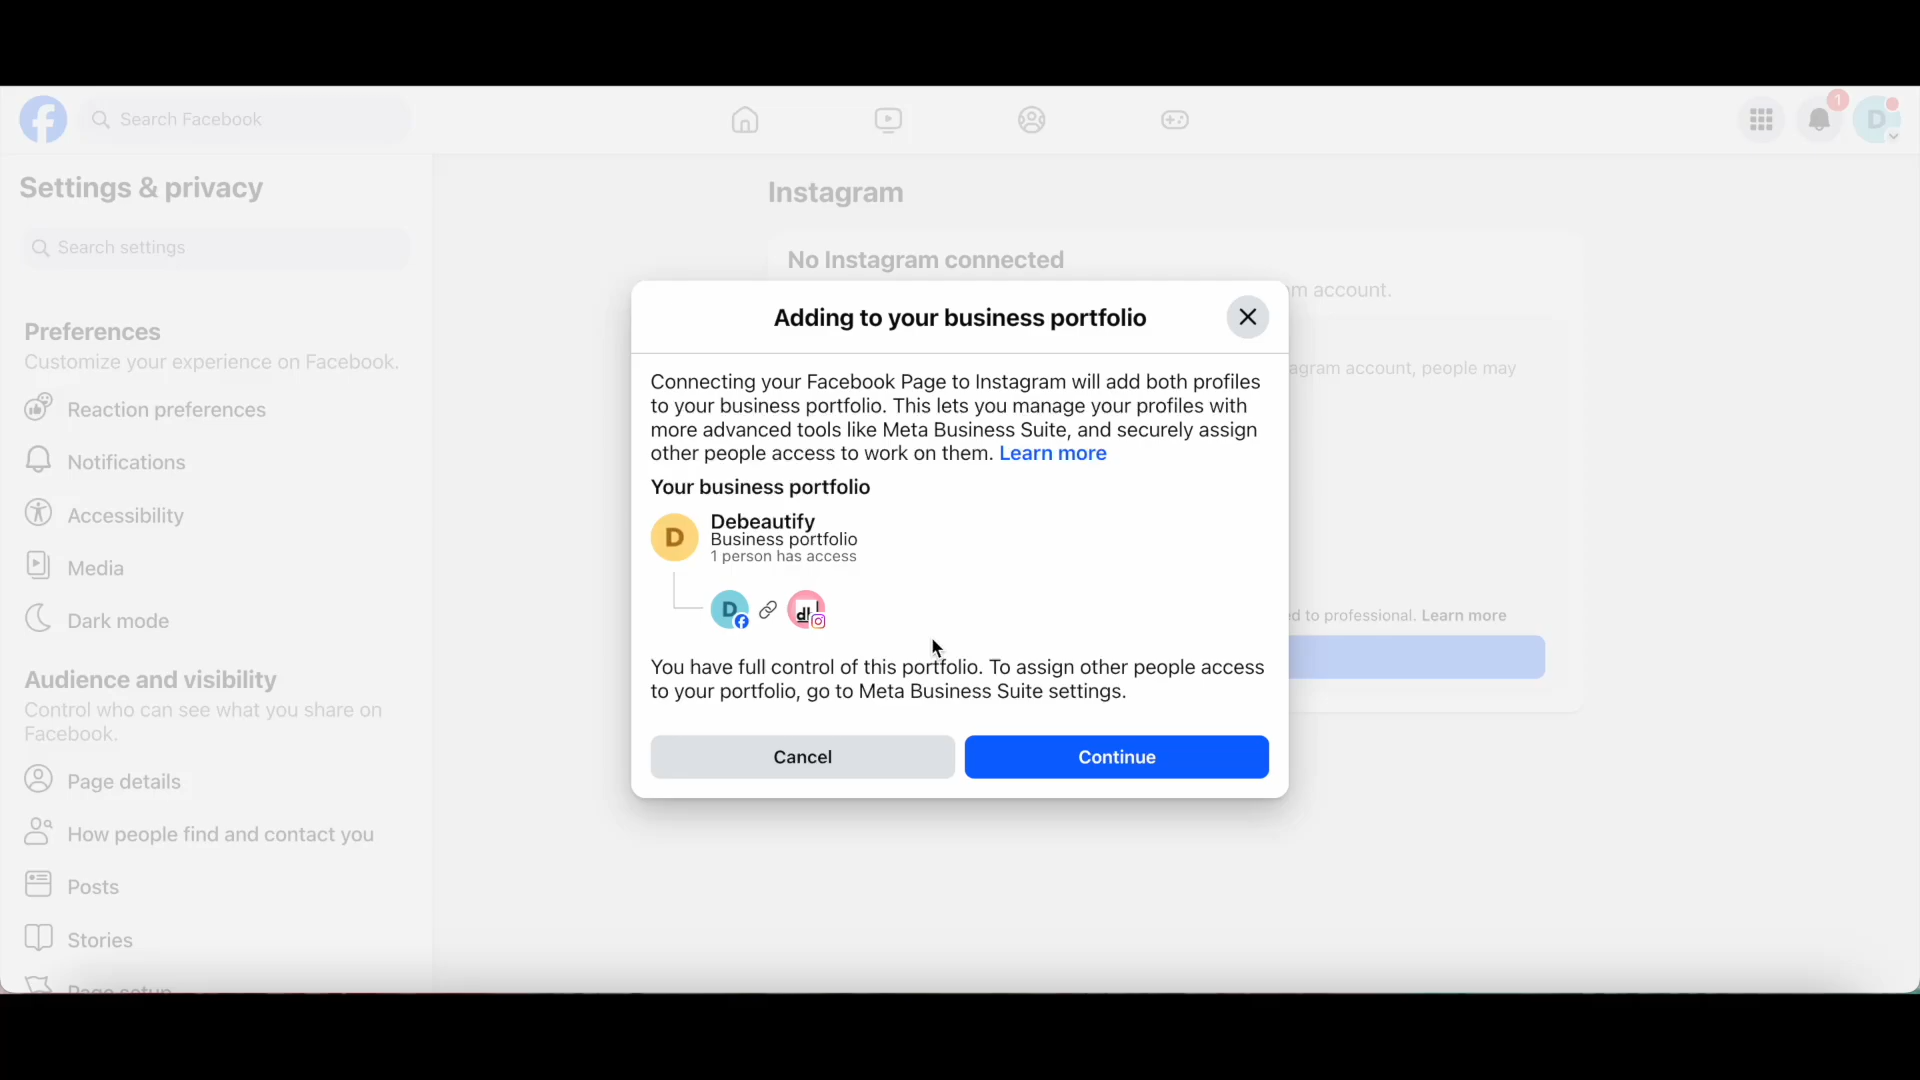 Search Facebook
1
D
Settings & privacy
Search settings
Preferences
Customize your experience on Facebook.
Reaction preferences
Notifications
Accessibility
Media
Dark mode
Audience and visibility
Control who can see what you share on
Facebook.
Page details
How people find and contact you
Posts
Stories
Page setup
Instagram
No Instagram connected
m account.
agram account, people may
ed to professional. Learn more
Adding to your business portfolio
Connecting your Facebook Page to Instagram will add both profiles
to your business portfolio. This lets you manage your profiles with
more advanced tools like Meta Business Suite, and securely assign
other people access to work on them. Learn more
Your business portfolio
D
Debeautify
Business portfolio
1 person has access
D
You have full control of this portfolio. To assign other people access
to your portfolio, go to Meta Business Suite settings.
Cancel
Continue